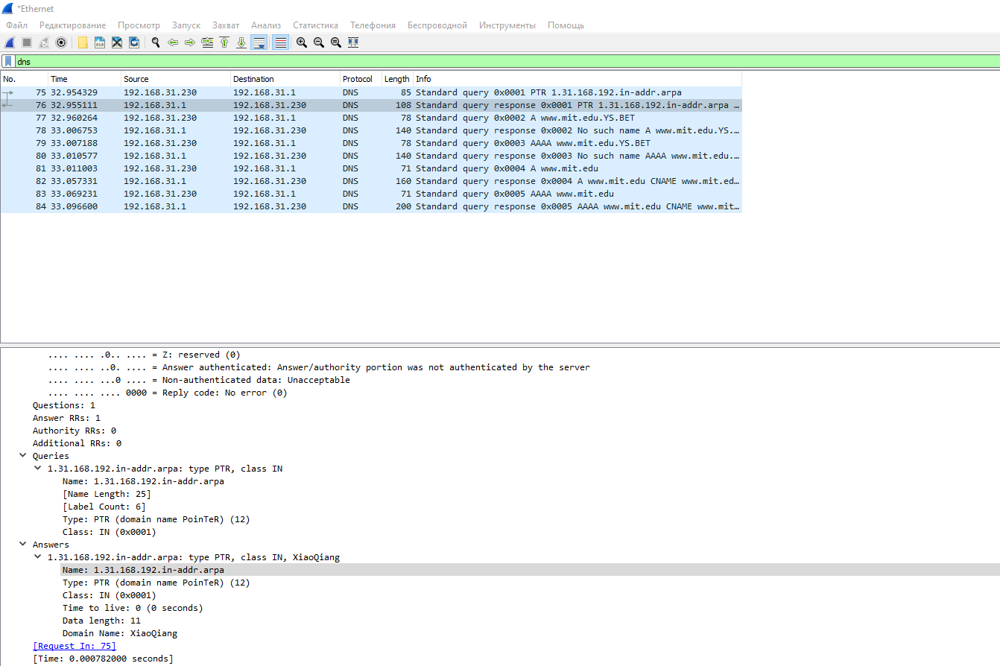 *Ethernet
Файл Редактирование Просмотр Запуск Захват Анализ Статистика Телефония Беспроводной Инструменты Помощь
dns
No. Time Source Destination Protocol Length Info
75 32.954329 192.168.31.230 192.168.31.1 DNS 85 Standard query 0x0001 PTR 1.31.168.192.in-addr.arpa
76 32.955111 192.168.31.1 192.168.31.230 DNS 108 Standard query response 0x0001 PTR 1.31.168.192.in-addr.arpa …
77 32.960264 192.168.31.230 192.168.31.1 DNS 78 Standard query 0x0002 A www.mit.edu.YS.BET
78 33.006753 192.168.31.1 192.168.31.230 DNS 140 Standard query response 0x0002 No such name A www.mit.edu.YS.…
79 33.007188 192.168.31.230 192.168.31.1 DNS 78 Standard query 0x0003 AAAA www.mit.edu.YS.BET
80 33.010577 192.168.31.1 192.168.31.230 DNS 140 Standard query response 0x0003 No such name AAAA www.mit.edu.…
81 33.011003 192.168.31.230 192.168.31.1 DNS 71 Standard query 0x0004 A www.mit.edu
82 33.057331 192.168.31.1 192.168.31.230 DNS 160 Standard query response 0x0004 A www.mit.edu CNAME www.mit.ed…
83 33.069231 192.168.31.230 192.168.31.1 DNS 71 Standard query 0x0005 AAAA www.mit.edu
84 33.096600 192.168.31.1 192.168.31.230 DNS 200 Standard query response 0x0005 AAAA www.mit.edu CNAME www.mit…
.... .... .0.. .... = Z: reserved (0)
.... .... ..0. .... = Answer authenticated: Answer/authority portion was not authenticated by the server
.... .... ...0 .... = Non-authenticated data: Unacceptable
.... .... .... 0000 = Reply code: No error (0)
Questions: 1
Answer RRs: 1
Authority RRs: 0
Additional RRs: 0
Queries
1.31.168.192.in-addr.arpa: type PTR, class IN
Name: 1.31.168.192.in-addr.arpa
[Name Length: 25]
[Label Count: 6]
Type: PTR (domain name PoinTeR) (12)
Class: IN (0x0001)
Answers
1.31.168.192.in-addr.arpa: type PTR, class IN, XiaoQiang
Name: 1.31.168.192.in-addr.arpa
Type: PTR (domain name PoinTeR) (12)
Class: IN (0x0001)
Time to live: 0 (0 seconds)
Data length: 11
Domain Name: XiaoQiang
[Request In: 75]
[Time: 0.000782000 seconds]